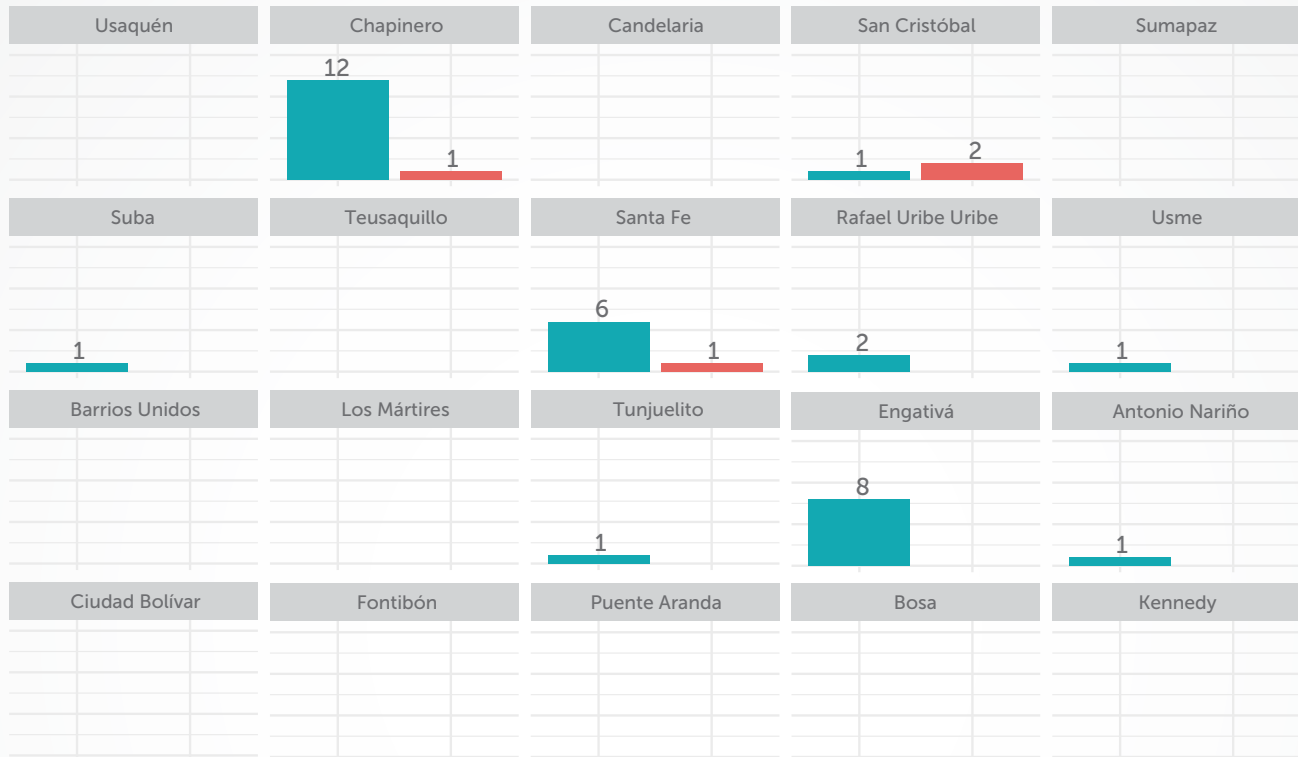 Usaquén
Chapinero
Candelaria
San Cristóbal
Sumapaz
12
1
1
2
Suba
Teusaquillo
Santa Fe
Rafael Uribe Uribe
Usme
1
6
1
2
1
Barrios Unidos
Los Mártires
Tunjuelito
Engativá
Antonio Nariño
1
8
1
Ciudad Bolívar
Fontibón
Puente Aranda
Bosa
Kennedy